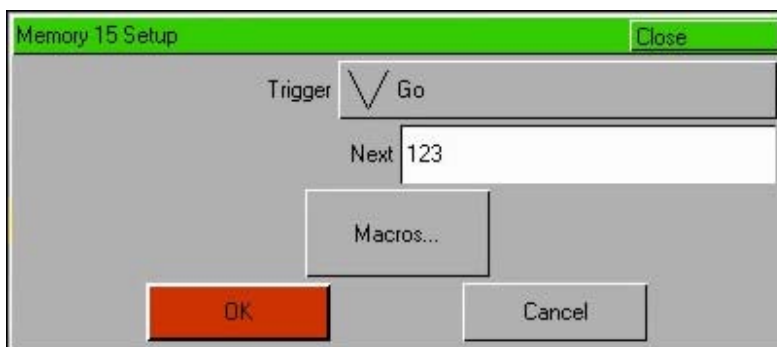 Memory 15 Setup Close
Trigger Go
Next 123
Macros...
OK Cancel